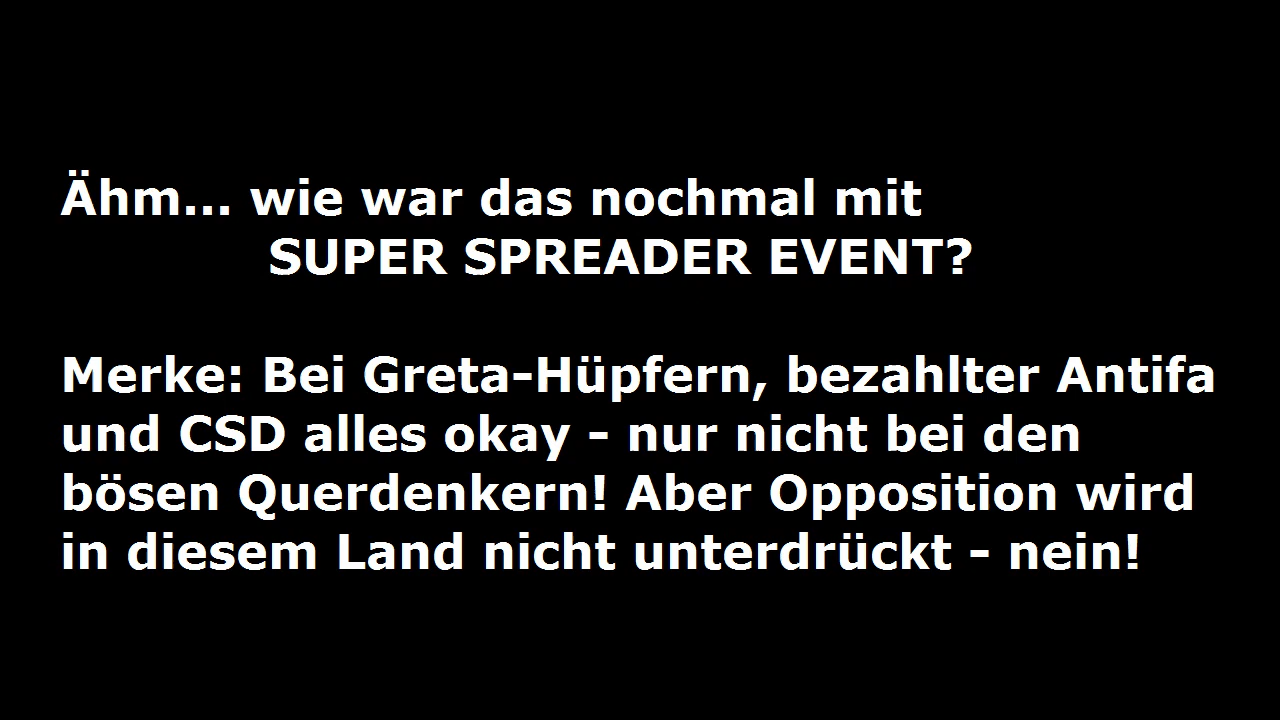 Ähm... wie war das nochmal mit
SUPER SPREADER EVENT?
Merke: Bei Greta-Hüpfern, bezahlter Antifa
und CSD alles okay - nur nicht bei den
bösen Querdenkern! Aber Opposition wird
in diesem Land nicht unterdrückt - nein!